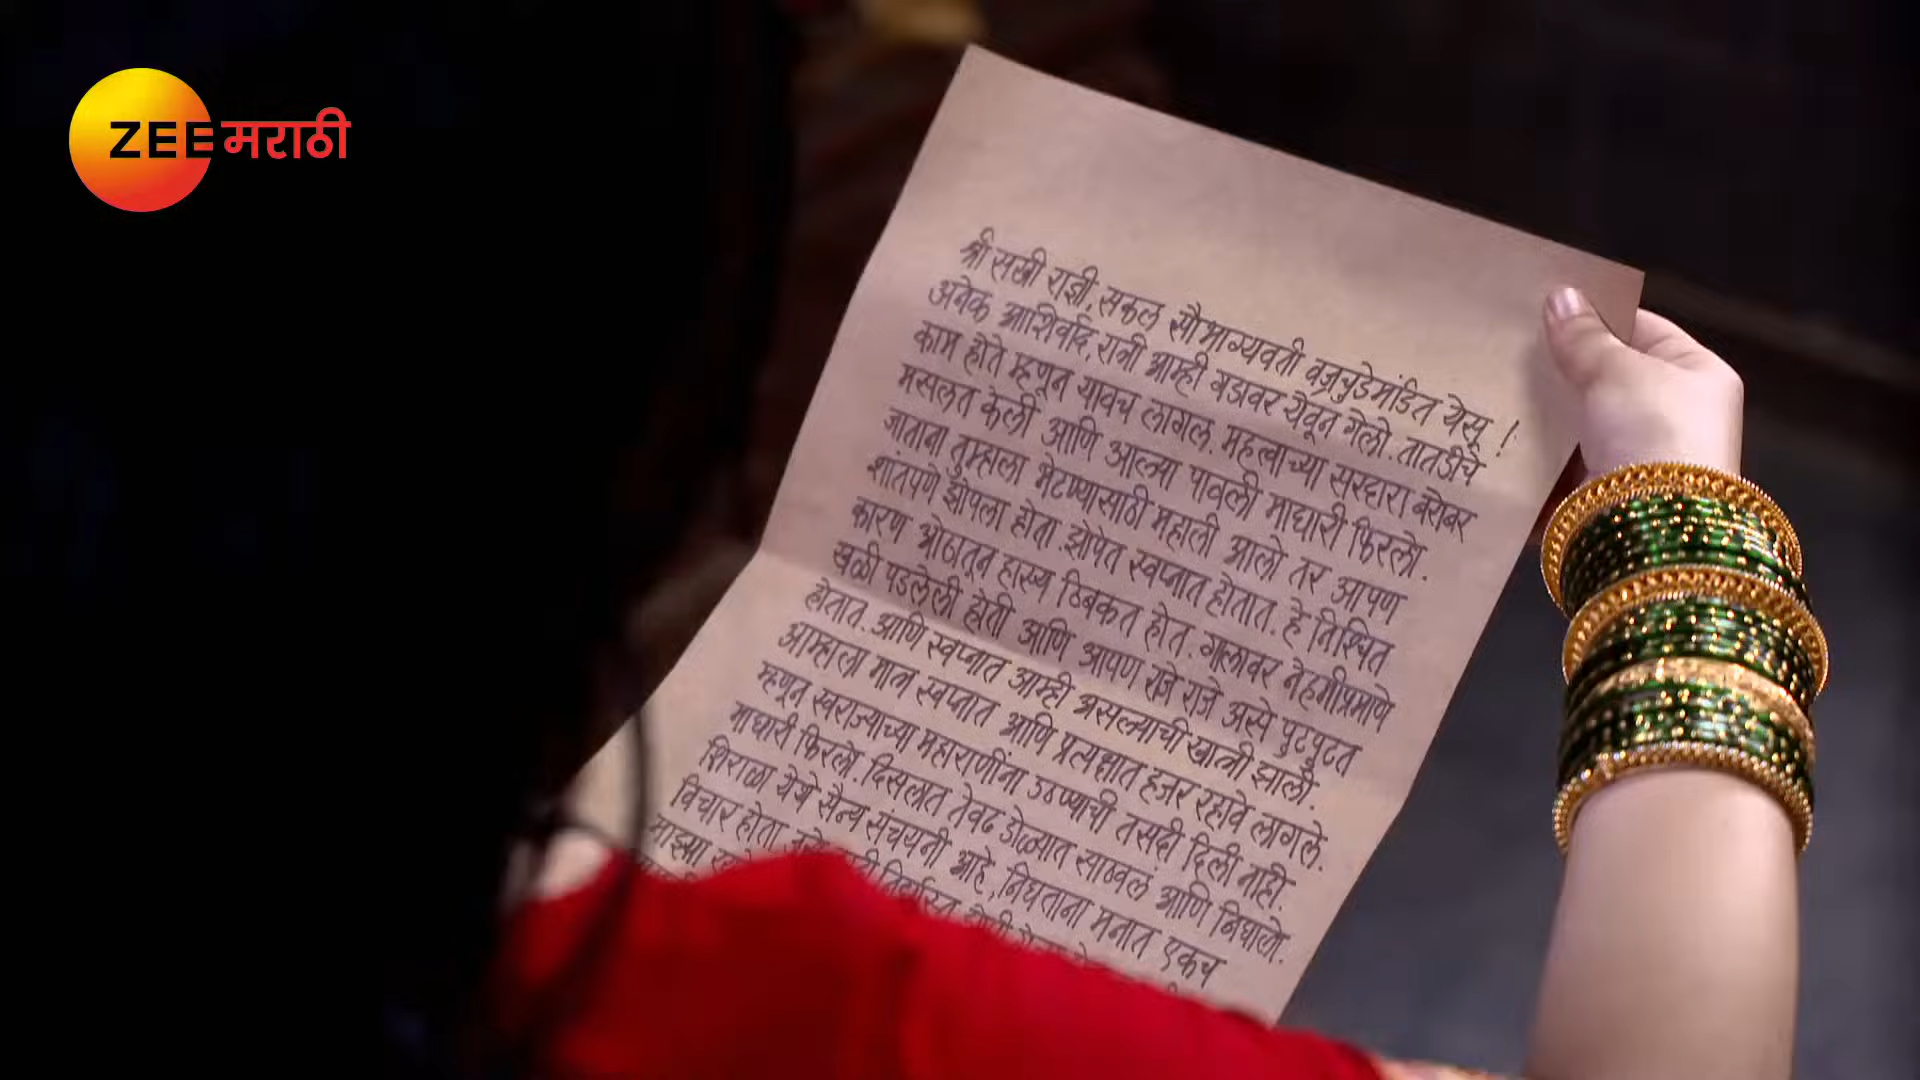 ZEE मराठी
श्री सखी राज्ञी, सकल सौभाग्यवती वज्रचुडेमंडित येसू !
अनेक आशिर्वाद, रात्री आम्ही गडावर येवून गेलो. तातडीचे
काम होते म्हणून यावच लागल. महत्वाच्या सरदारा बरोबर
मसलत केली आणि आल्या पावली माघारी फिरलो.
जाताना तुम्हाला भेटण्यासाठी महाली आलो तर आपण
शांतपणे झोपला होता. झोपेत स्वप्नात होतात. हे निश्चित
कारण ओठातून हास्य ठिबकत होत. गालावर नेहमीप्रमाणे
खळी पडलेली होती आणि आपण राजे राजे असे पुटपुटत
होतात. आणि स्वप्नात आम्ही असल्याची खात्री झाली.
आम्हाला मात्र स्वप्नात आणि प्रत्यक्षात हजर रहावे लागले.
म्हणून स्वराज्याच्या महाराणींना उठण्याची तसदी दिली नाही.
माघारी फिरलो. दिसलात तेवढ डोळ्यात साठवल आणि निघालो.
शिराळा येथे सैन्य संचयनी आहे, निघताना मनात एकच
विचार होता.
माझ्या